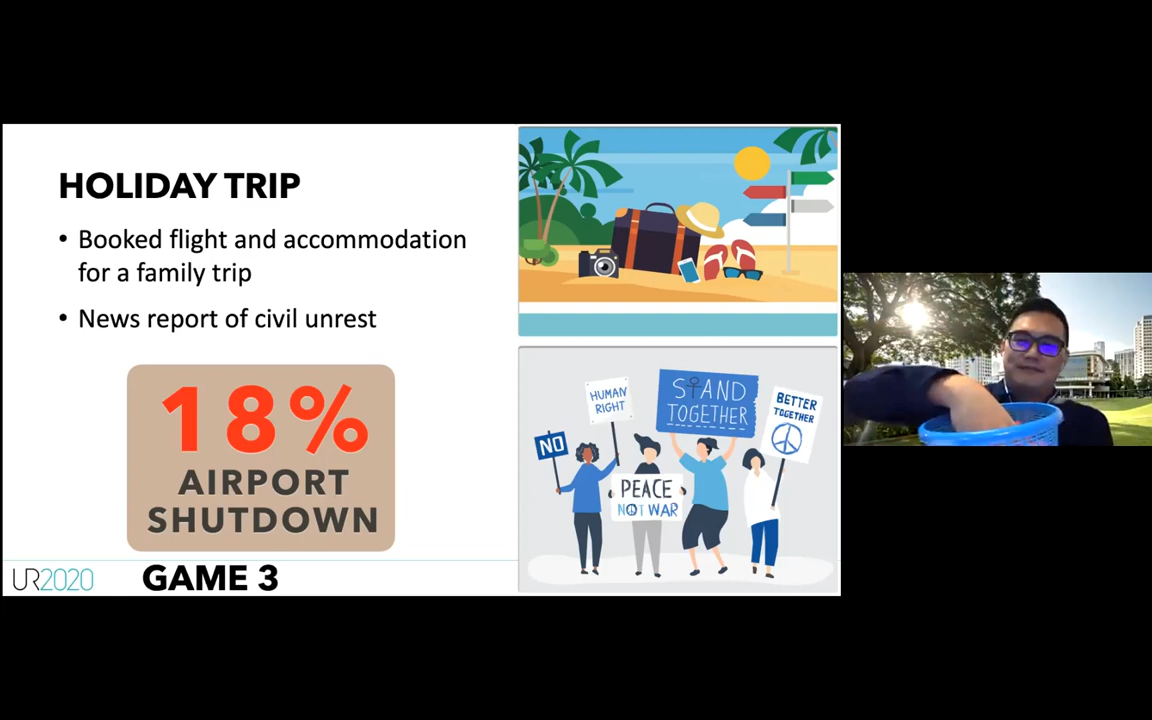 HOLIDAY TRIP
• Booked flight and accommodation
for a family trip
• News report of civil unrest
18%
AIRPORT
SHUTDOWN
UR2020
GAME 3
NO
HUMAN
RIGHT
STAND
TOGETHER
BETTER
TOGETHER
PEACE
NOT WAR